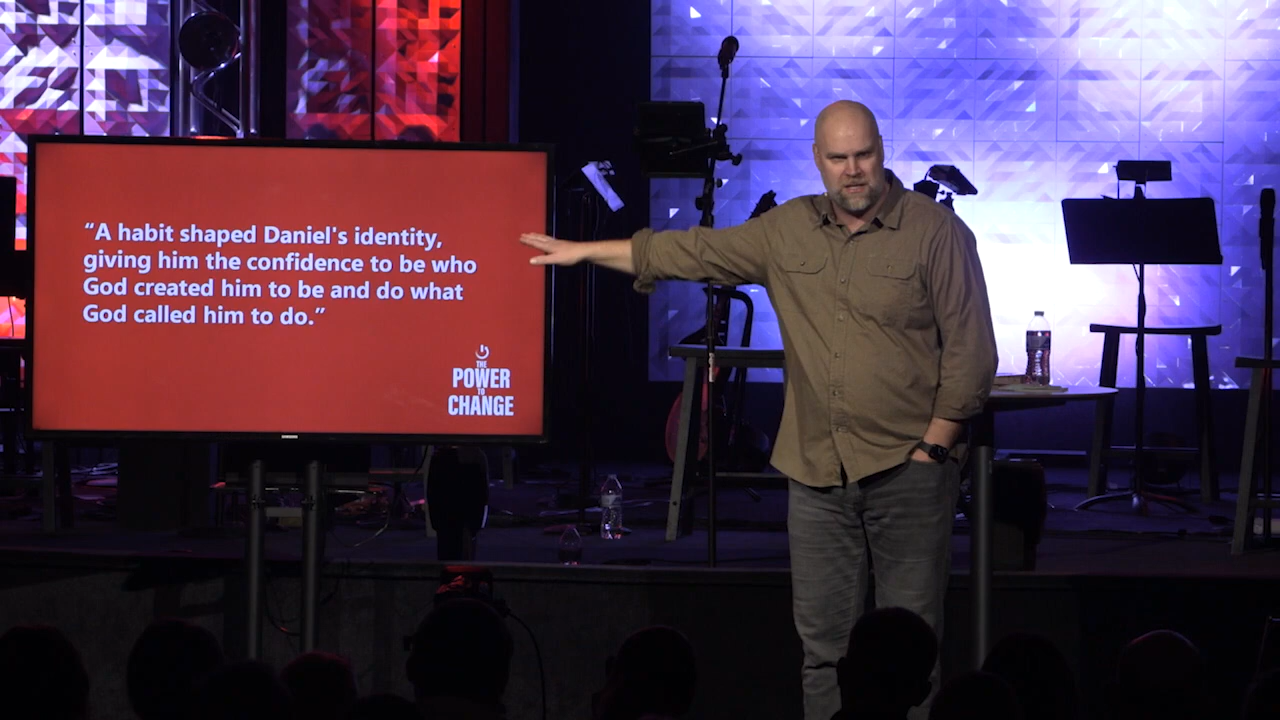 “A habit shaped Daniel's identity,
giving him the confidence to be who
God created him to be and do what
God called him to do.”
THE
POWER
TO
CHANGE